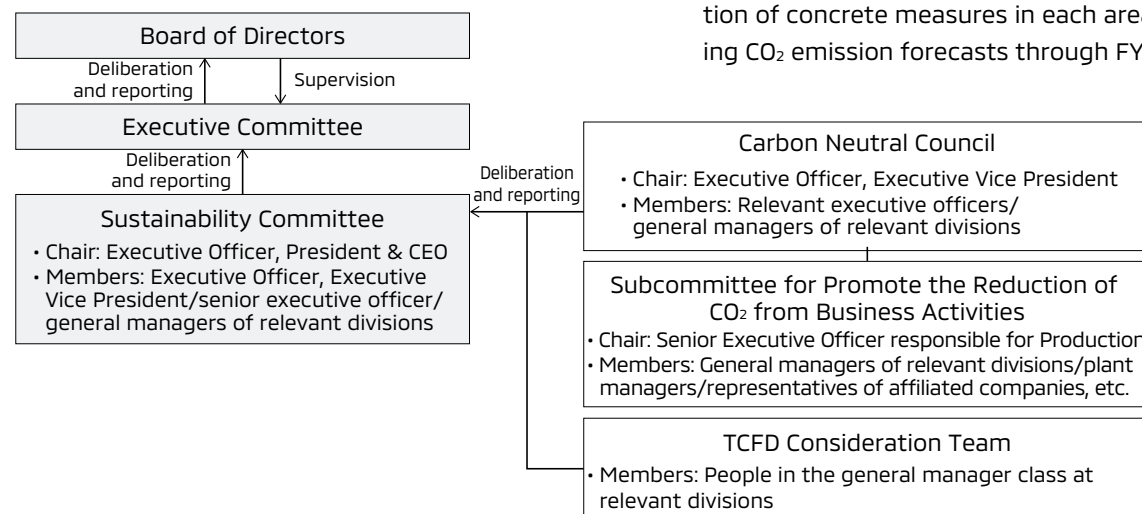 tion of concrete measures in each area
ing CO₂ emission forecasts through FY
Board of Directors
Deliberation
and reporting
Supervision
Executive Committee
Deliberation
and reporting
Sustainability Committee
• Chair: Executive Officer, President & CEO
• Members: Executive Officer, Executive
Vice President/senior executive officer/
general managers of relevant divisions
Deliberation
and reporting
Carbon Neutral Council
• Chair: Executive Officer, Executive Vice President
• Members: Relevant executive officers/
general managers of relevant divisions
Subcommittee for Promote the Reduction of
CO₂ from Business Activities
• Chair: Senior Executive Officer responsible for Production
• Members: General managers of relevant divisions/plant
managers/representatives of affiliated companies, etc.
TCFD Consideration Team
• Members: People in the general manager class at
relevant divisions